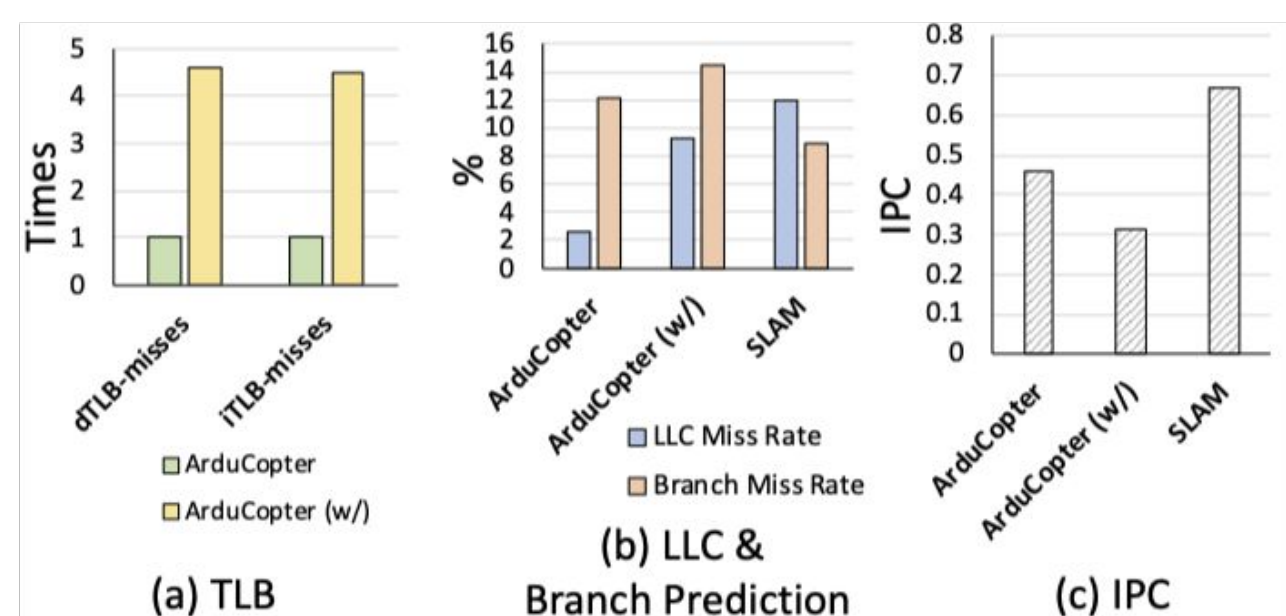 Times
5
4
3
2
1
0
dTLB-misses
iTLB-misses
ArduCopter
ArduCopter (w/)
(a) TLB
%
16
14
12
10
8
6
4
2
0
ArduCopter
ArduCopter (w/)
SLAM
LLC Miss Rate
Branch Miss Rate
(b) LLC &
Branch Prediction
IPC
0.8
0.7
0.6
0.5
0.4
0.3
0.2
0.1
0
ArduCopter
ArduCopter (w/)
SLAM
(c) IPC